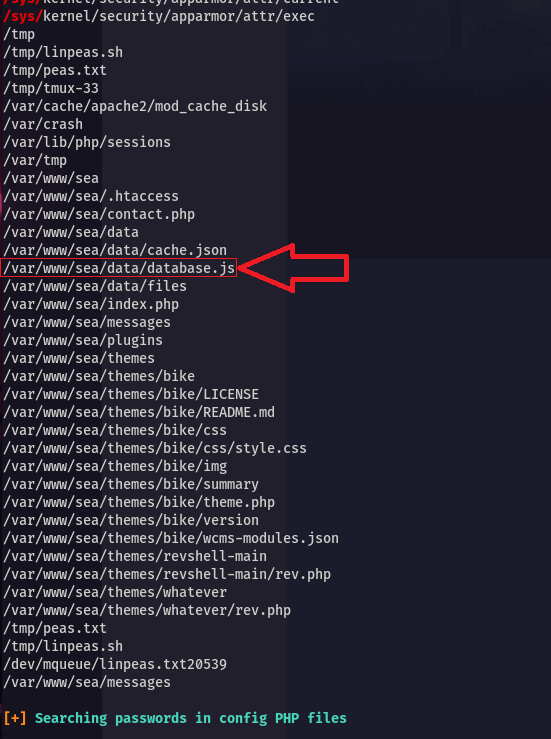 /sys/kernel/security/apparmor/attr/current
/sys/kernel/security/apparmor/attr/exec
/tmp
/tmp/linpeas.sh
/tmp/peas.txt
/tmp/tmux-33
/var/cache/apache2/mod_cache_disk
/var/crash
/var/lib/php/sessions
/var/tmp
/var/www/sea
/var/www/sea/.htaccess
/var/www/sea/contact.php
/var/www/sea/data
/var/www/sea/data/cache.json
/var/www/sea/data/database.js
/var/www/sea/data/files
/var/www/sea/index.php
/var/www/sea/messages
/var/www/sea/plugins
/var/www/sea/themes
/var/www/sea/themes/bike
/var/www/sea/themes/bike/LICENSE
/var/www/sea/themes/bike/README.md
/var/www/sea/themes/bike/css
/var/www/sea/themes/bike/css/style.css
/var/www/sea/themes/bike/img
/var/www/sea/themes/bike/summary
/var/www/sea/themes/bike/theme.php
/var/www/sea/themes/bike/version
/var/www/sea/themes/bike/wcms-modules.json
/var/www/sea/themes/revshell-main
/var/www/sea/themes/revshell-main/rev.php
/var/www/sea/themes/whatever
/var/www/sea/themes/whatever/rev.php
/tmp/peas.txt
/tmp/linpeas.sh
/dev/mqueue/linpeas.txt20539
/var/www/sea/messages
[+] Searching passwords in config PHP files